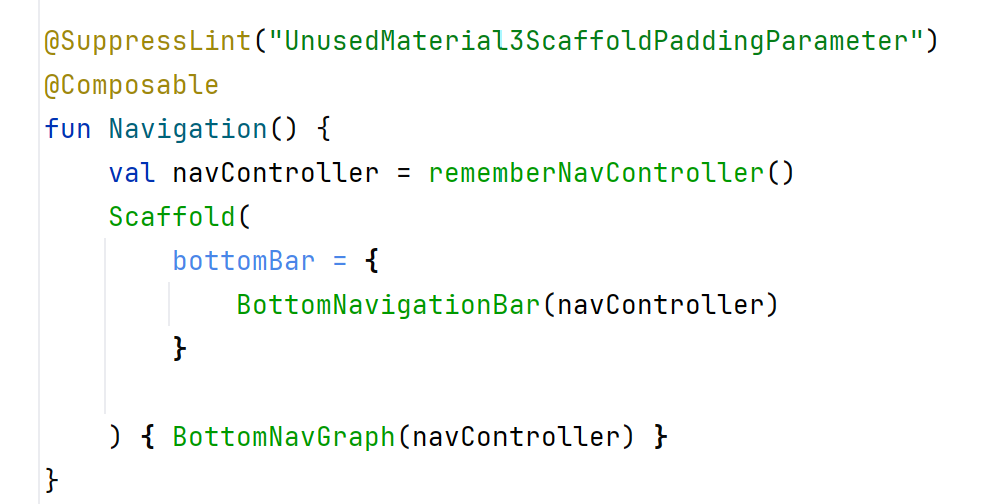 @SuppressLint("UnusedMaterial3ScaffoldPaddingParameter")
@Composable
fun Navigation() {
    val navController = rememberNavController()
    Scaffold(
        bottomBar = {
            BottomNavigationBar(navController)
        }

    ) { BottomNavGraph(navController) }
}